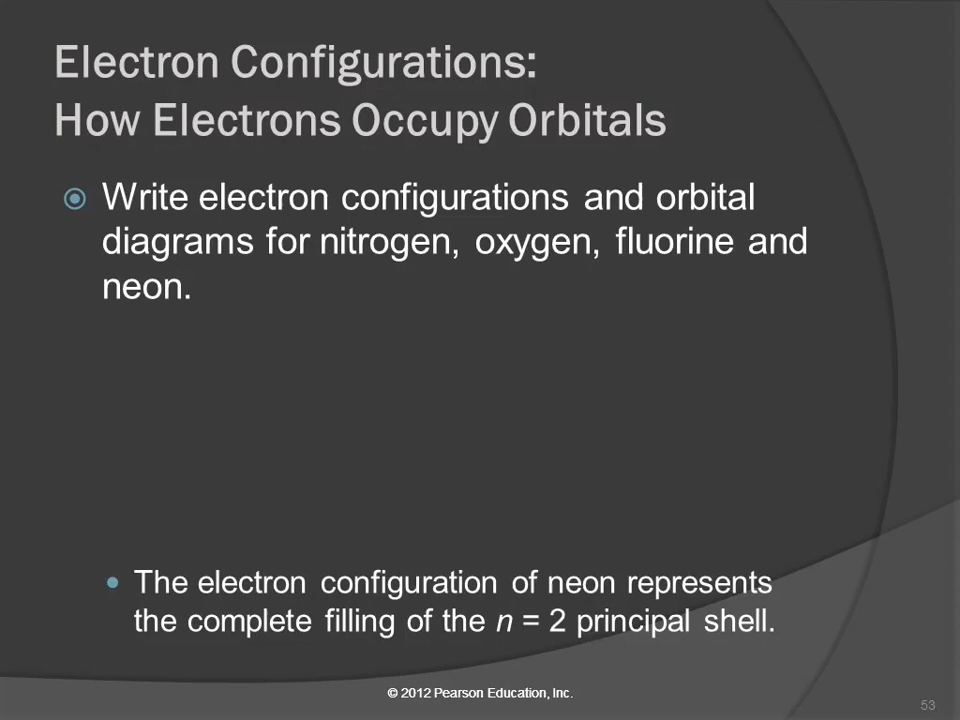 Electron Configurations:
How Electrons Occupy Orbitals
Write electron configurations and orbital
diagrams for nitrogen, oxygen, fluorine and
neon.
The electron configuration of neon represents
the complete filling of the n = 2 principal shell.
© 2012 Pearson Education, Inc.
53